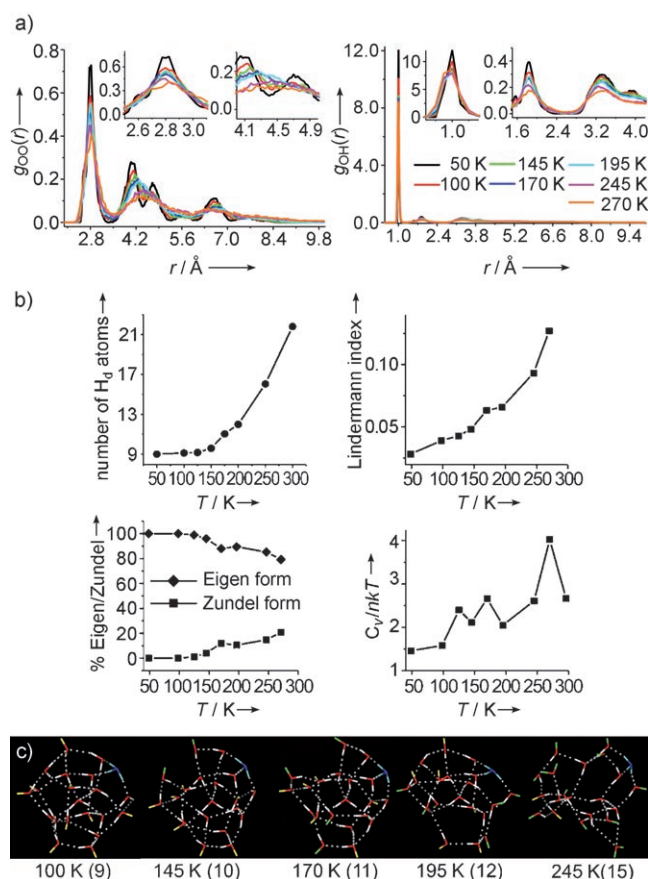 a)
0.8
0.6
0.4
0.2
0.0
gOO(r) →
0.6
0.3
0.0
2.6 2.8 3.0
0.2
0.1
0.0
4.1 4.5 4.9
2.8 4.2 5.6 7.0 8.4 9.8
r / Å →
12.0
9.0
6.0
3.0
0.0
gOH(r) →
10
5
0
1.0
0.4
0.2
0.0
1.6 2.4 3.2 4.0
50 K 145 K 195 K
100 K 170 K 245 K
270 K
1.0 2.4 3.8 5.2 6.6 8.0 9.4
r / Å →
b)
number of Hd atoms →
21
17
13
9
50 100 150 200 250 300
T / K →
Lindermann index →
0.10
0.05
50 100 150 200 250 300
T / K →
% Eigen/Zundel →
100
80
60
40
20
0
Eigen form
Zundel form
50 100 150 200 250 300
T / K →
Cv/nkT →
4
3
2
1
50 100 150 200 250 300
T / K →
c)
100 K (9) 145 K (10) 170 K (11) 195 K (12) 245 K(15)